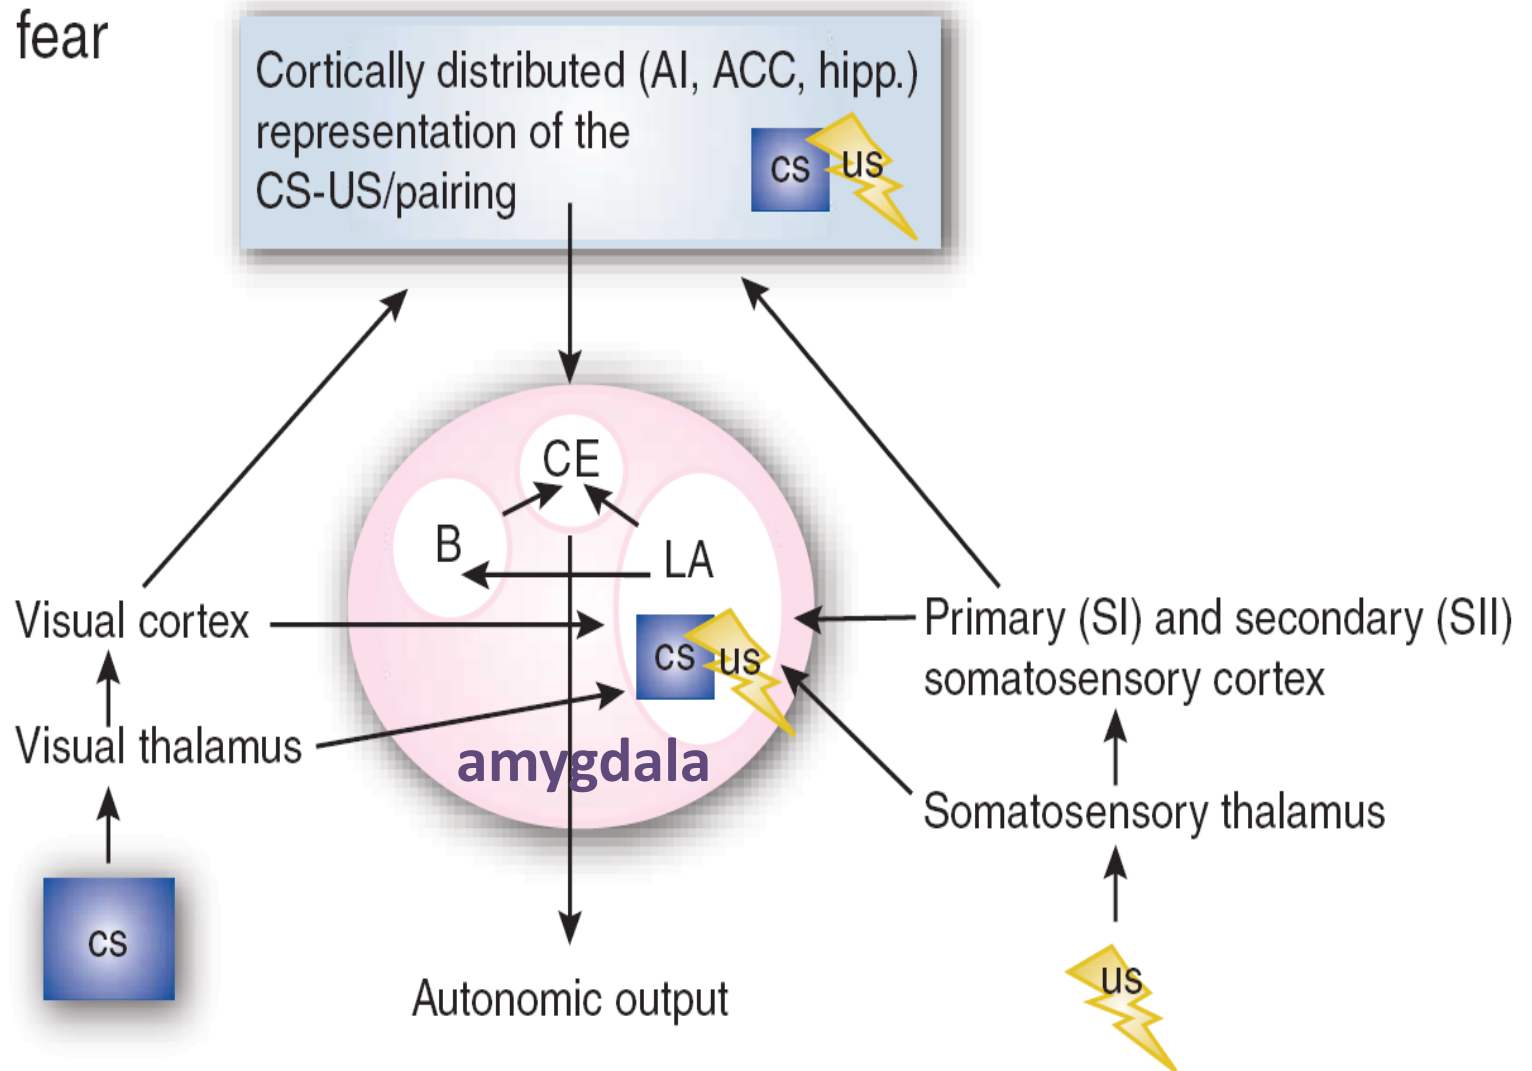 fear
Cortically distributed (AI, ACC, hipp.)
representation of the
CS-US/pairing
cs
us
CE
B
LA
Visual cortex
Primary (SI) and secondary (SII)
somatosensory cortex
cs
us
Visual thalamus
amygdala
Somatosensory thalamus
cs
us
Autonomic output